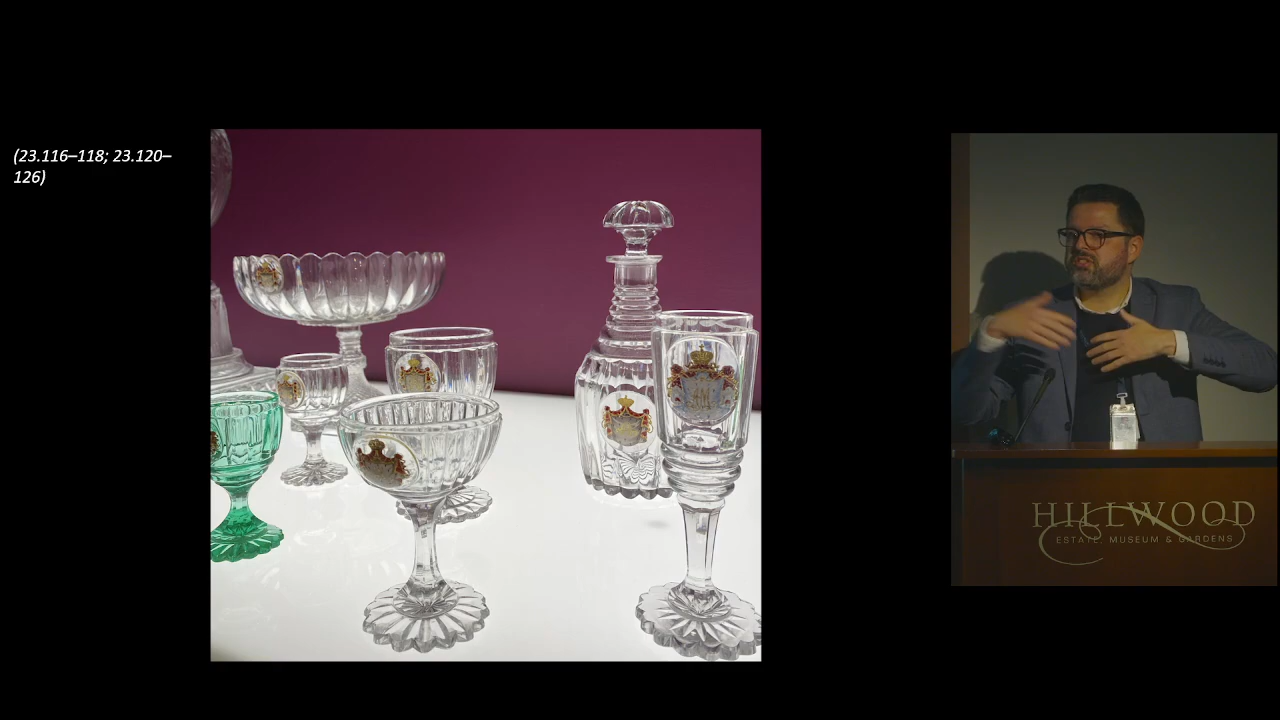 (23.116–118; 23.120–
126)
HILLWOOD
ESTATE, MUSEUM & GARDENS